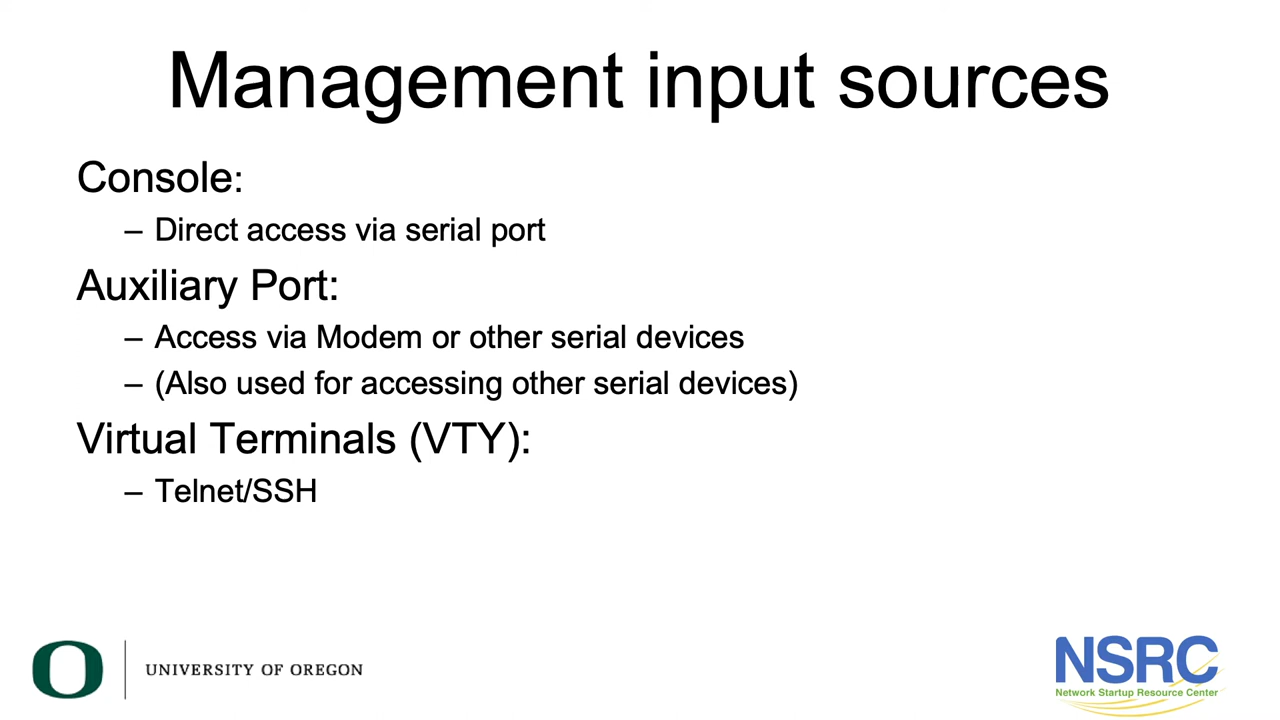 Management input sources
Console:
– Direct access via serial port
Auxiliary Port:
– Access via Modem or other serial devices
– (Also used for accessing other serial devices)
Virtual Terminals (VTY):
– Telnet/SSH
O
UNIVERSITY OF OREGON
NSRC
Network Startup Resource Center